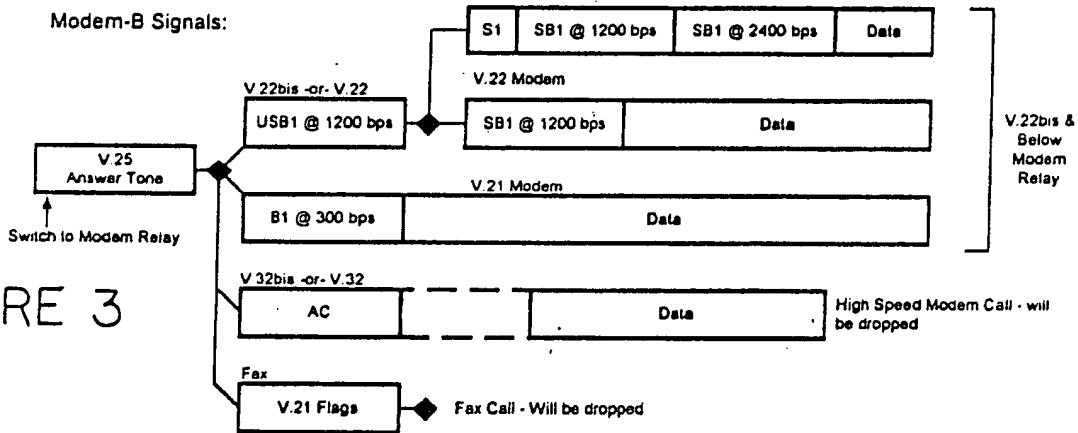 Modem-B Signals:
S1 SB1 @ 1200 bps SB1 @ 2400 bps Data
V.22 Modem
V 22bis -or- V.22
USB1 @ 1200 bps SB1 @ 1200 bps Data
V.22bis &
Below
Modem
Relay
V.25
Answer Tone
V.21 Modem
B1 @ 300 bps Data
Switch to Modem Relay
V 32bis -or- V.32
RE 3
AC Data
High Speed Modem Call - will
be dropped
Fax
V.21 Flags Fax Call - Will be dropped